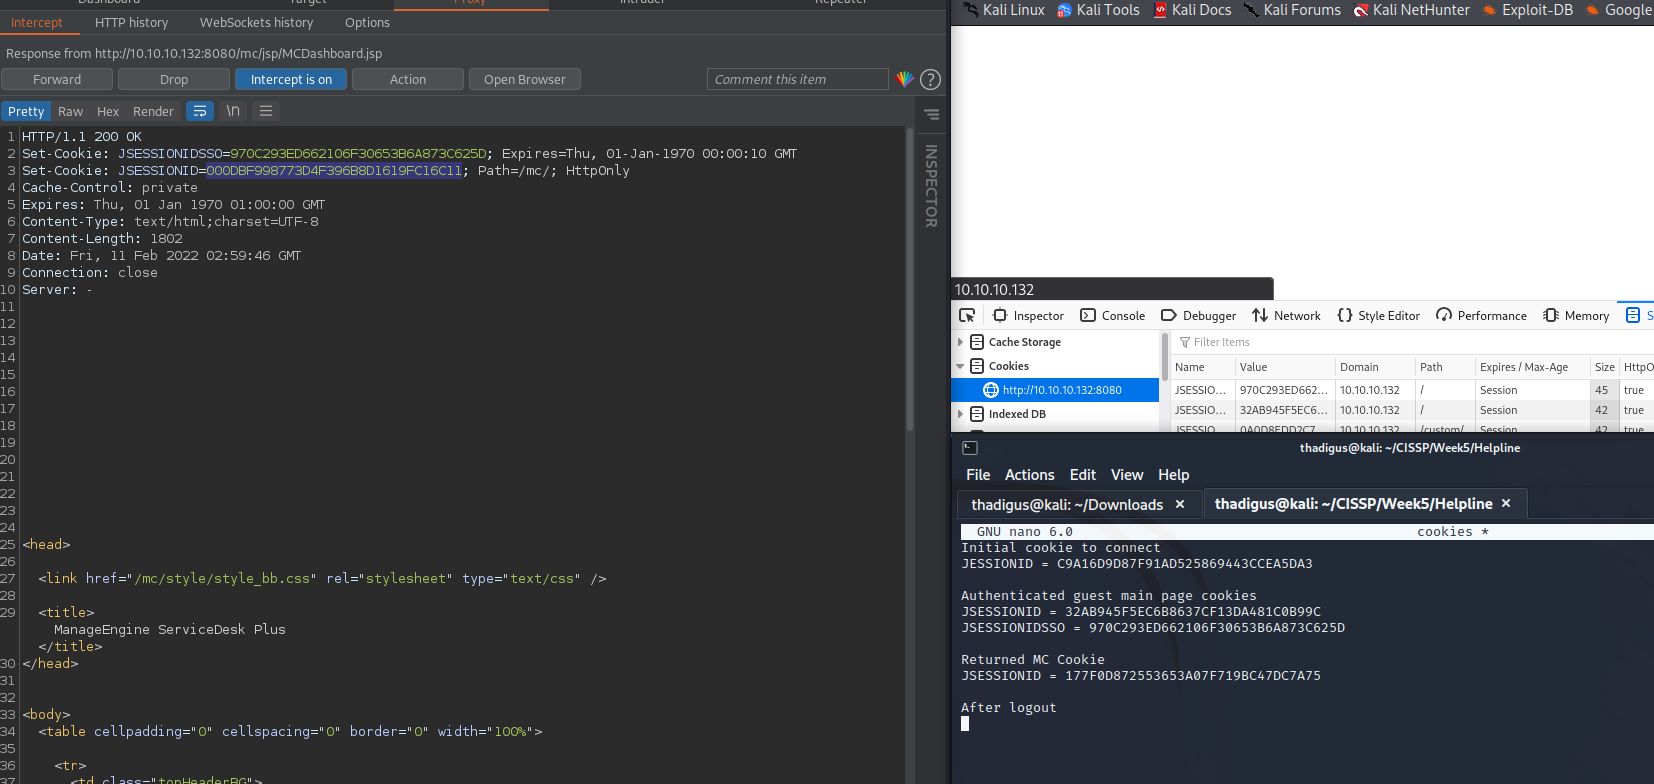 Dashboard Target Proxy Intruder Repeater
Intercept HTTP history WebSockets history Options
Response from http://10.10.10.132:8080/mc/jsp/MCDashboard.jsp
Forward Drop Intercept is on Action Open Browser Comment this item ?
Pretty Raw Hex Render \n
INSPECTOR
1 HTTP/1.1 200 OK
2 Set-Cookie: JSESSIONIDSSO=970C293ED662106F30653B6A873C625D; Expires=Thu, 01-Jan-1970 00:00:10 GMT
3 Set-Cookie: JSESSIONID=000DBF998773D4F396B8D1619FC16C11; Path=/mc/; HttpOnly
4 Cache-Control: private
5 Expires: Thu, 01 Jan 1970 01:00:00 GMT
6 Content-Type: text/html;charset=UTF-8
7 Content-Length: 1802
8 Date: Fri, 11 Feb 2022 02:59:46 GMT
9 Connection: close
10 Server: -
11
12
13
14
15
16
17
18
19
20
21
22
23
24
25 <head>
26
27 <link href="/mc/style/style_bb.css" rel="stylesheet" type="text/css" />
28
29 <title>
ManageEngine ServiceDesk Plus
</title>
30 </head>
31
32
33 <body>
34 <table cellpadding="0" cellspacing="0" border="0" width="100%">
35
36 <tr>
37 <td class="topHeaderBG">
Kali Linux Kali Tools Kali Docs Kali Forums Kali NetHunter Exploit-DB Google
10.10.10.132
Inspector Console Debugger Network Style Editor Performance Memory S
Cache Storage
Cookies
http://10.10.10.132:8080
Indexed DB
Filter Items
Name Value Domain Path Expires / Max-Age Size HttpO
JSESSIO... 970C293ED662... 10.10.10.132 / Session 45 true
JSESSIO... 32AB945F5EC6... 10.10.10.132 / Session 42 true
JSESSIO... 0A0D8EDD2C7... 10.10.10.132 /custom/ Session 42 true
thadigus@kali: ~/CISSP/Week5/Helpline
File Actions Edit View Help
thadigus@kali: ~/Downloads × thadigus@kali: ~/CISSP/Week5/Helpline ×
GNU nano 6.0 cookies *
Initial cookie to connect
JESSIONID = C9A16D9D87F91AD525869443CCEA5DA3
Authenticated guest main page cookies
JSESSIONID = 32AB945F5EC6B8637CF13DA481C0B99C
JSESSIONIDSSO = 970C293ED662106F30653B6A873C625D
Returned MC Cookie
JSESSIONID = 177F0D872553653A07F719BC47DC7A75
After logout